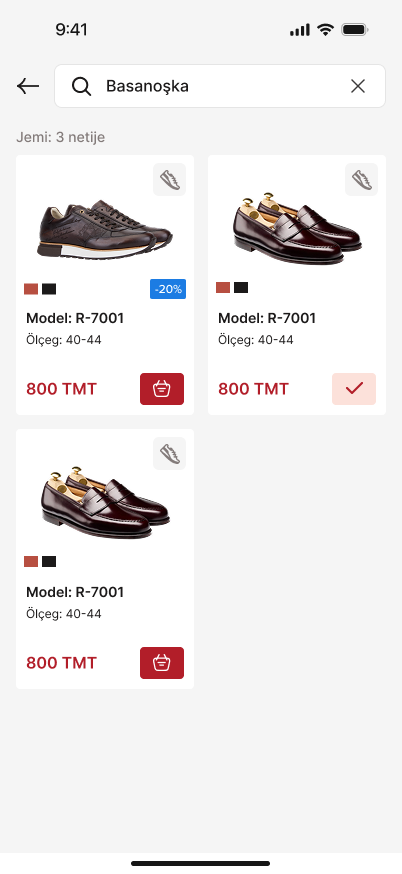 9:41
Basanoşka
Jemi: 3 netije
-20%
Model: R-7001
Ölçeg: 40-44
800 TMT
Model: R-7001
Ölçeg: 40-44
800 TMT
Model: R-7001
Ölçeg: 40-44
800 TMT